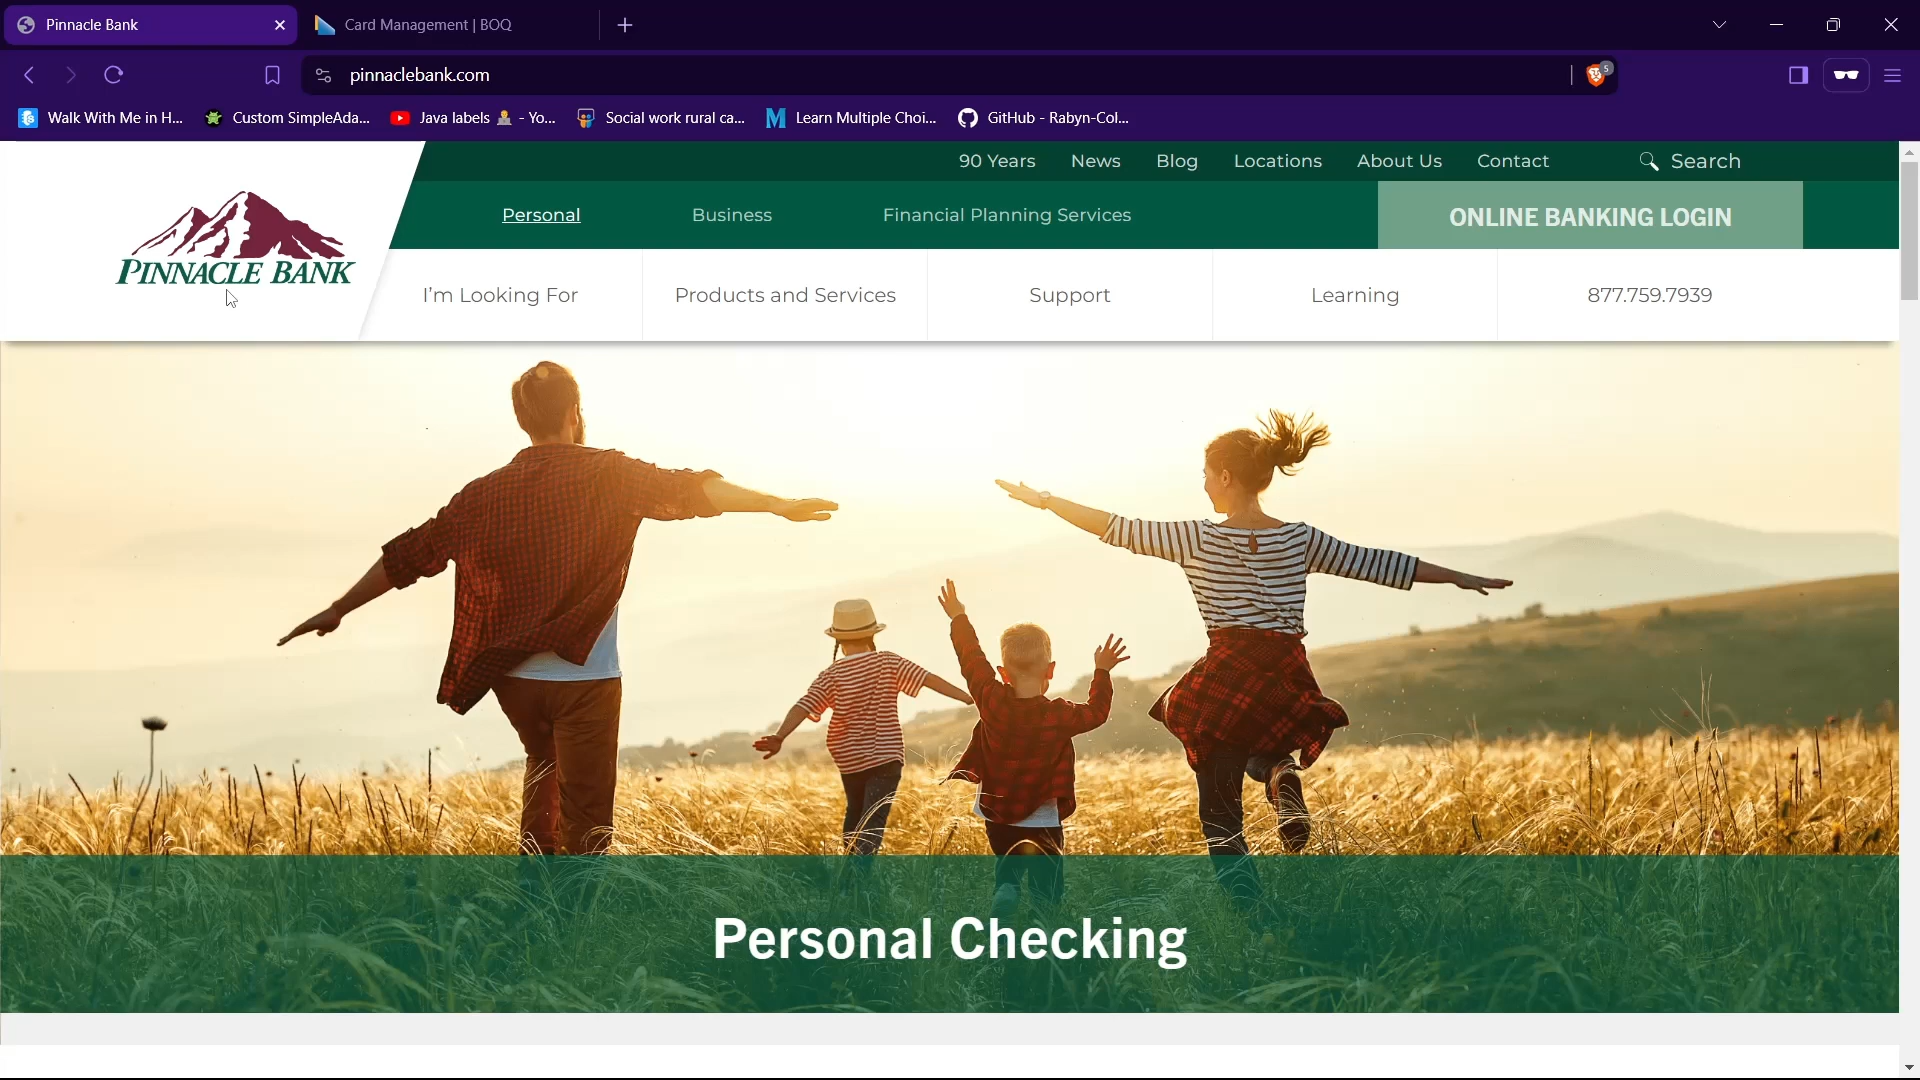 Pinnacle Bank
Card Management | BOQ
pinnaclebank.com
5
Walk With Me in H...
Custom SimpleAda...
Java labels 🧑‍💻 - Yo...
Social work rural ca...
Learn Multiple Choi...
GitHub - Rabyn-Col...
90 Years
News
Blog
Locations
About Us
Contact
Search
PINNACLE BANK
Personal
Business
Financial Planning Services
ONLINE BANKING LOGIN
I'm Looking For
Products and Services
Support
Learning
877.759.7939
Personal Checking